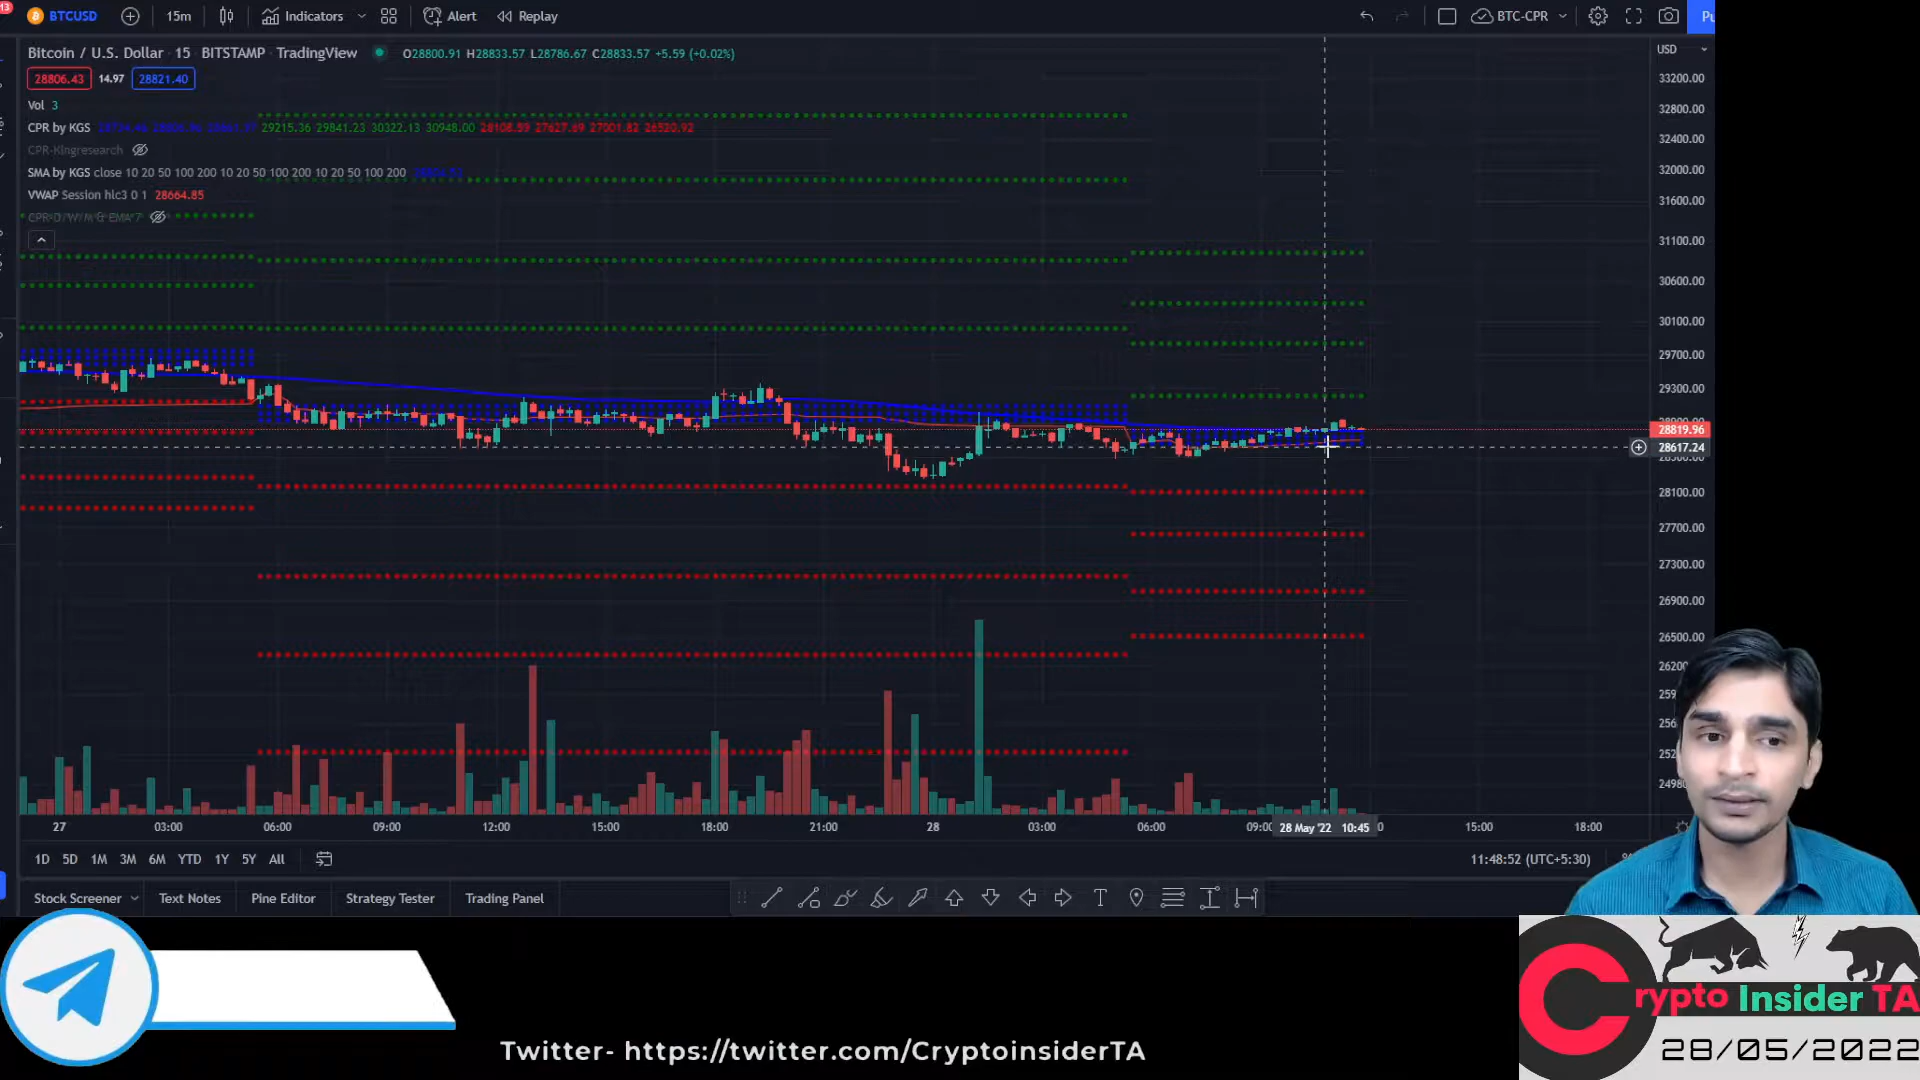 13
BTCUSD 15m Indicators Alert Replay BTC-CPR Pu
Bitcoin / U.S. Dollar · 15 · BITSTAMP · TradingView O28800.91 H28833.57 L28786.67 C28833.57 +5.59 (+0.02%)
28806.43 14.97 28821.40
Vol 3
CPR by KGS 29215.36 29841.23 30322.13 30948.00 28108.59 27627.69 27001.82 26520.92
CPR-Kingresearch
SMA by KGS close 10 20 50 100 200 10 20 50 100 200 10 20 50 100 200
VWAP Session hlc3 0 1 28664.85
CPR-D/W/M & EMA 7
USD
33200.00
32800.00
32400.00
32000.00
31600.00
31100.00
30600.00
30100.00
29700.00
29300.00
28819.96
28617.24
28100.00
27700.00
27300.00
26900.00
26500.00
27 03:00 06:00 09:00 12:00 15:00 18:00 21:00 28 03:00 06:00 28 May '22 10:45 15:00 18:00
1D 5D 1M 3M 6M YTD 1Y 5Y All 11:48:52 (UTC+5:30)
Stock Screener Text Notes Pine Editor Strategy Tester Trading Panel
Crypto Insider TA
28/05/2022
Twitter- https://twitter.com/CryptoinsiderTA